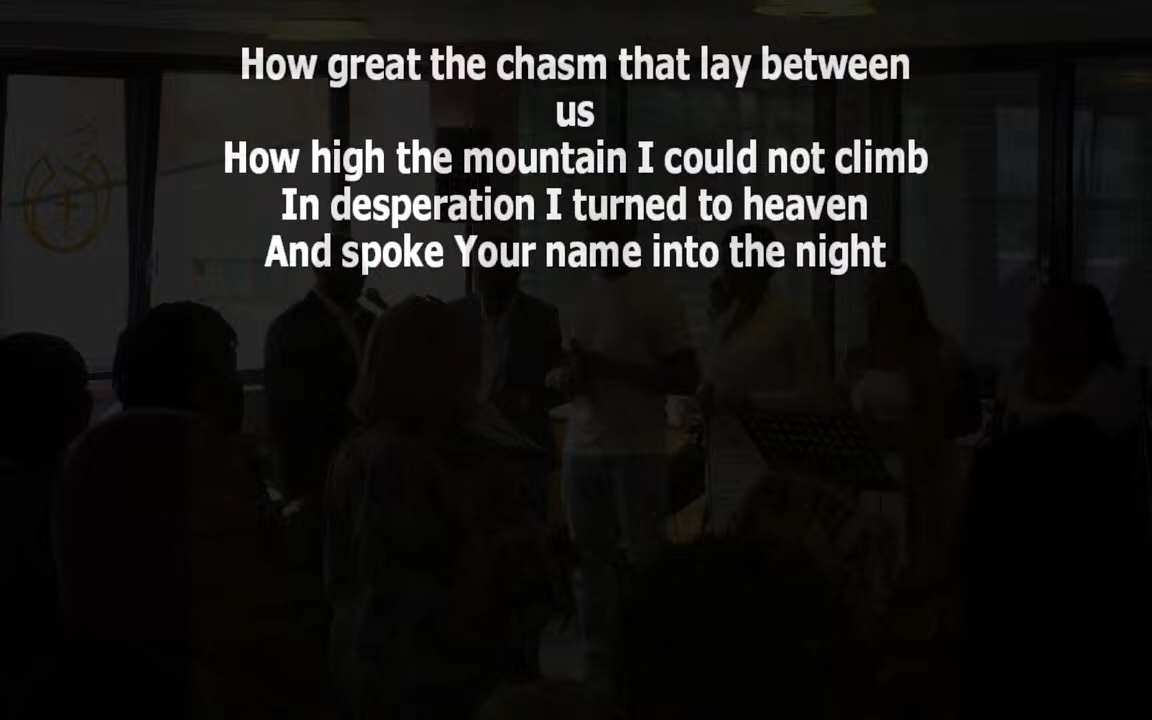 How great the chasm that lay between
us
How high the mountain I could not climb
In desperation I turned to heaven
And spoke Your name into the night